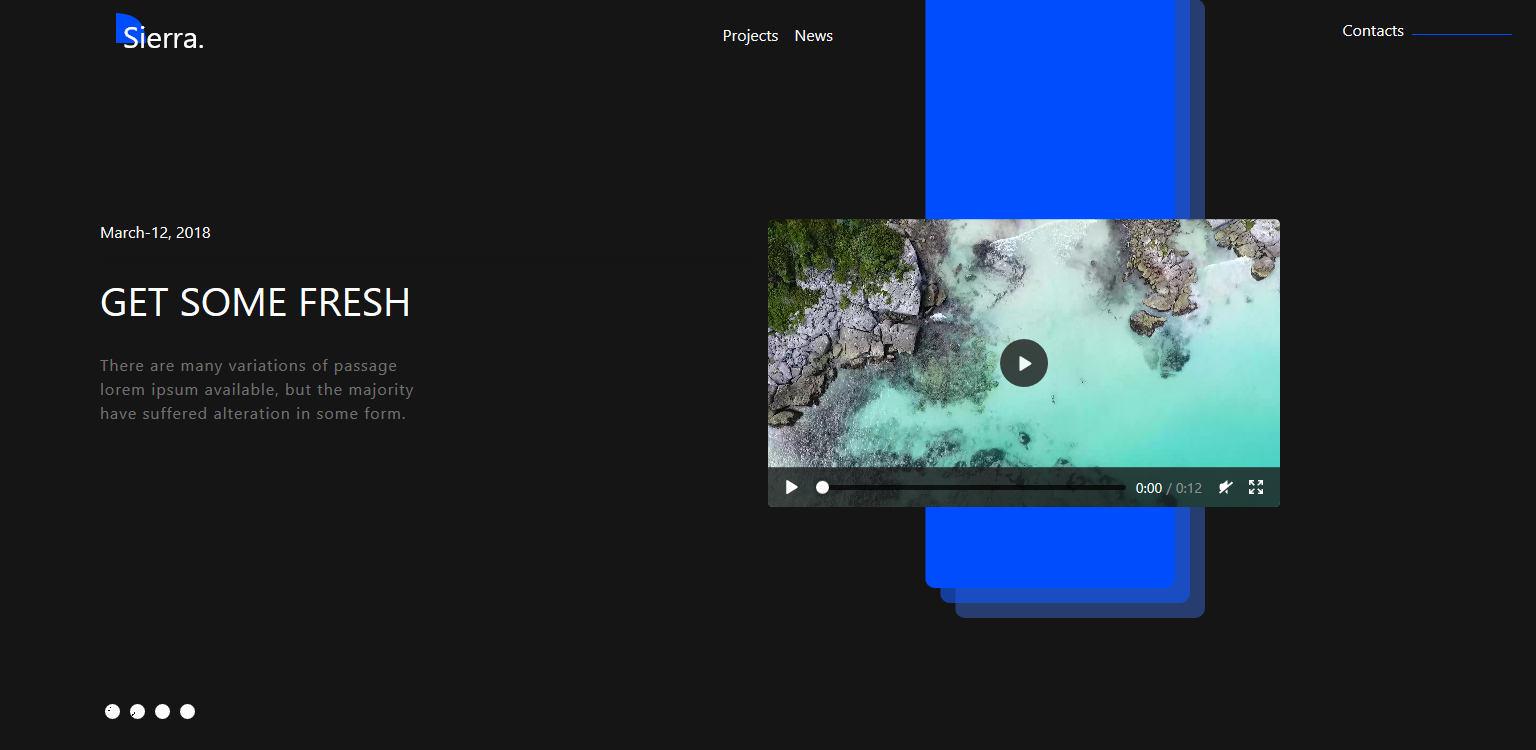 Sierra.
Projects News
Contacts
March-12, 2018
GET SOME FRESH
There are many variations of passage
lorem ipsum available, but the majority
have suffered alteration in some form.
0:00 / 0:12